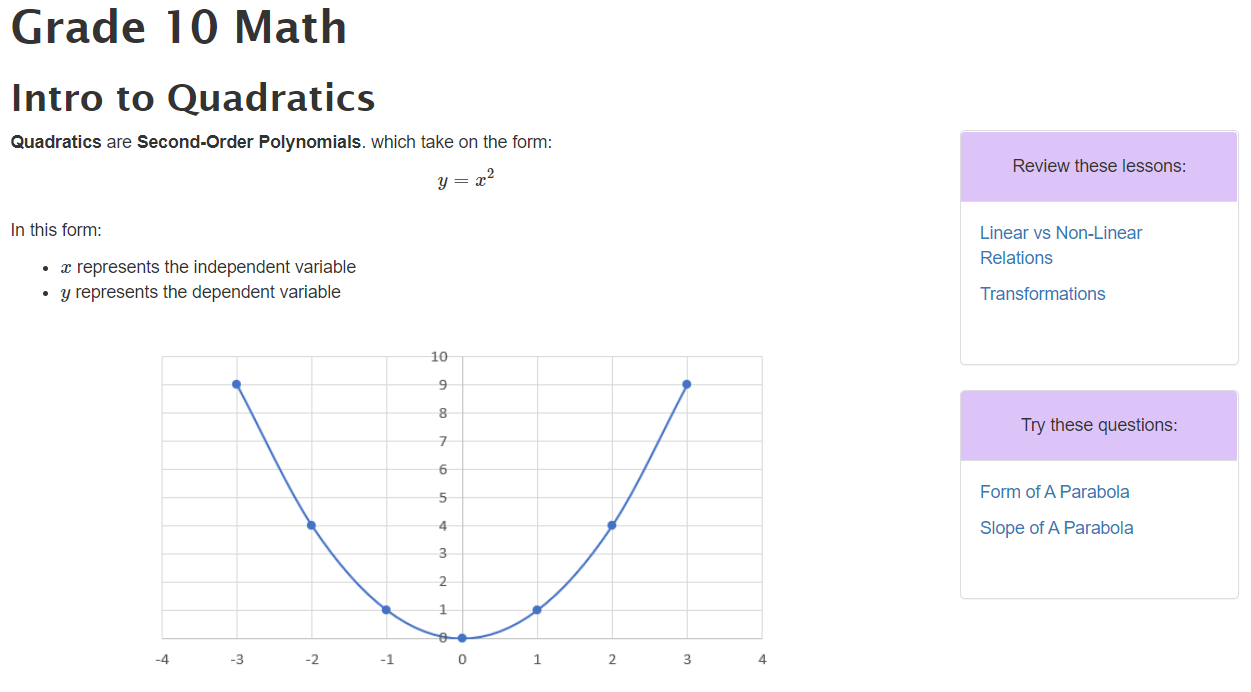 Grade 10 Math
Intro to Quadratics
Quadratics are Second-Order Polynomials. which take on the form:
y = x²
In this form:
• x represents the independent variable
• y represents the dependent variable
10
9
8
7
6
5
4
3
2
1
0
-4 -3 -2 -1 0 1 2 3 4
Review these lessons:
Linear vs Non-Linear
Relations
Transformations
Try these questions:
Form of A Parabola
Slope of A Parabola